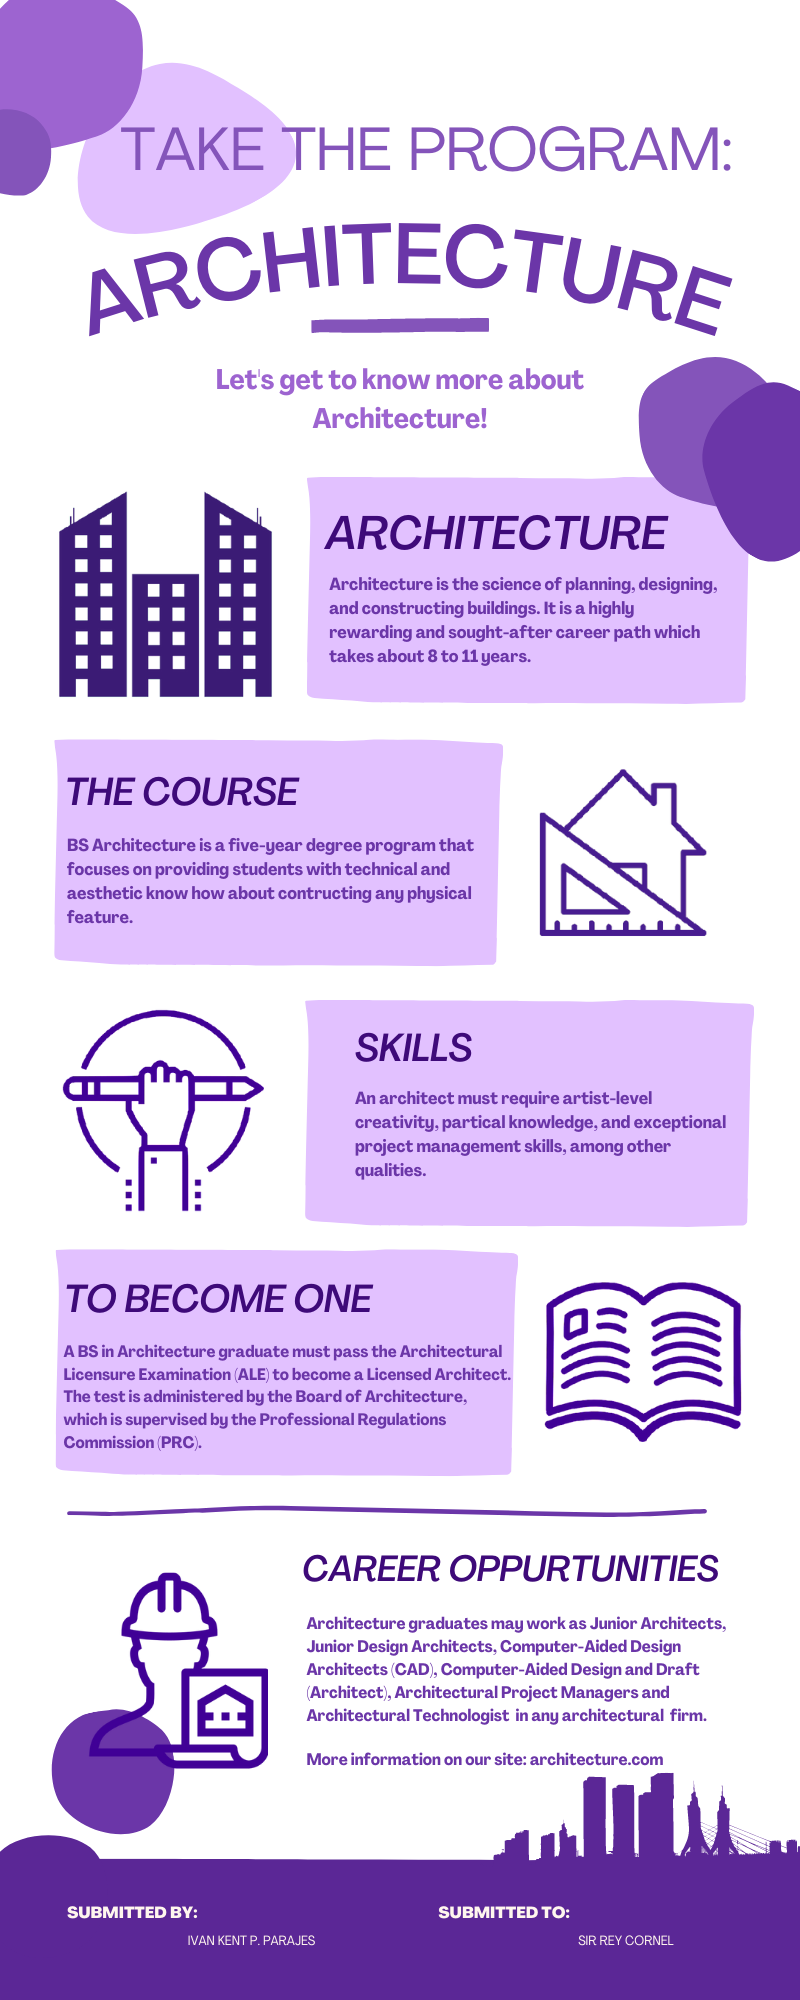 TAKE THE PROGRAM:
ARCHITECTURE
Let's get to know more about
Architecture!
ARCHITECTURE
Architecture is the science of planning, designing,
and constructing buildings. It is a highly
rewarding and sought-after career path which
takes about 8 to 11 years.
THE COURSE
BS Architecture is a five-year degree program that
focuses on providing students with technical and
aesthetic know how about contructing any physical
feature.
SKILLS
An architect must require artist-level
creativity, partical knowledge, and exceptional
project management skills, among other
qualities.
TO BECOME ONE
A BS in Architecture graduate must pass the Architectural
Licensure Examination (ALE) to become a Licensed Architect.
The test is administered by the Board of Architecture,
which is supervised by the Professional Regulations
Commission (PRC).
CAREER OPPURTUNITIES
Architecture graduates may work as Junior Architects,
Junior Design Architects, Computer-Aided Design
Architects (CAD), Computer-Aided Design and Draft
(Architect), Architectural Project Managers and
Architectural Technologist in any architectural firm.
More information on our site: architecture.com
SUBMITTED BY:
IVAN KENT P. PARAJES
SUBMITTED TO:
SIR REY CORNEL